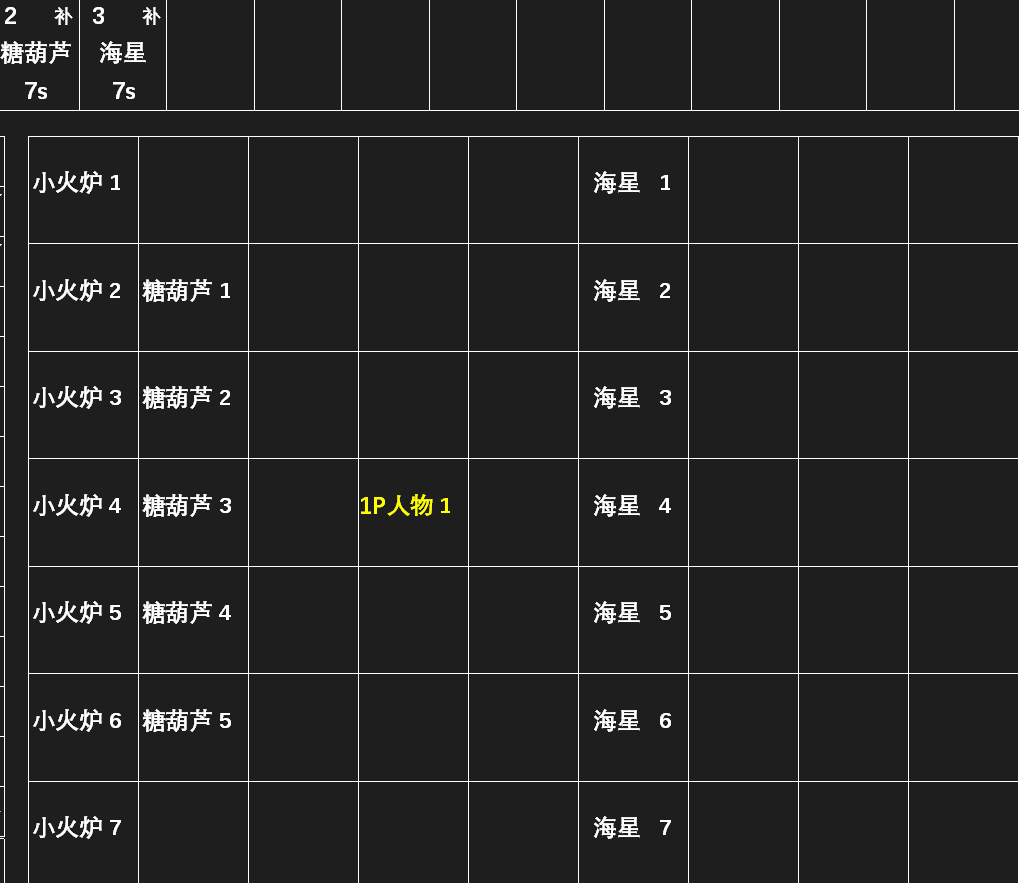 2 补 3 补
糖葫芦 海星
7s 7s
小火炉 1 海星 1
小火炉 2 糖葫芦 1 海星 2
小火炉 3 糖葫芦 2 海星 3
小火炉 4 糖葫芦 3 1P人物 1 海星 4
小火炉 5 糖葫芦 4 海星 5
小火炉 6 糖葫芦 5 海星 6
小火炉 7 海星 7